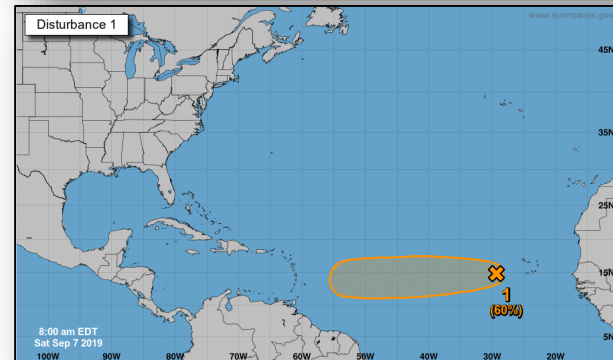 Disturbance 1
www.hurricanes.gov
45N
35N
25N
15N
1
(60%)
8:00 am EDT
Sat Sep 7 2019
5N
100W
90W
80W
70W
60W
50W
40W
30W
20W
10W